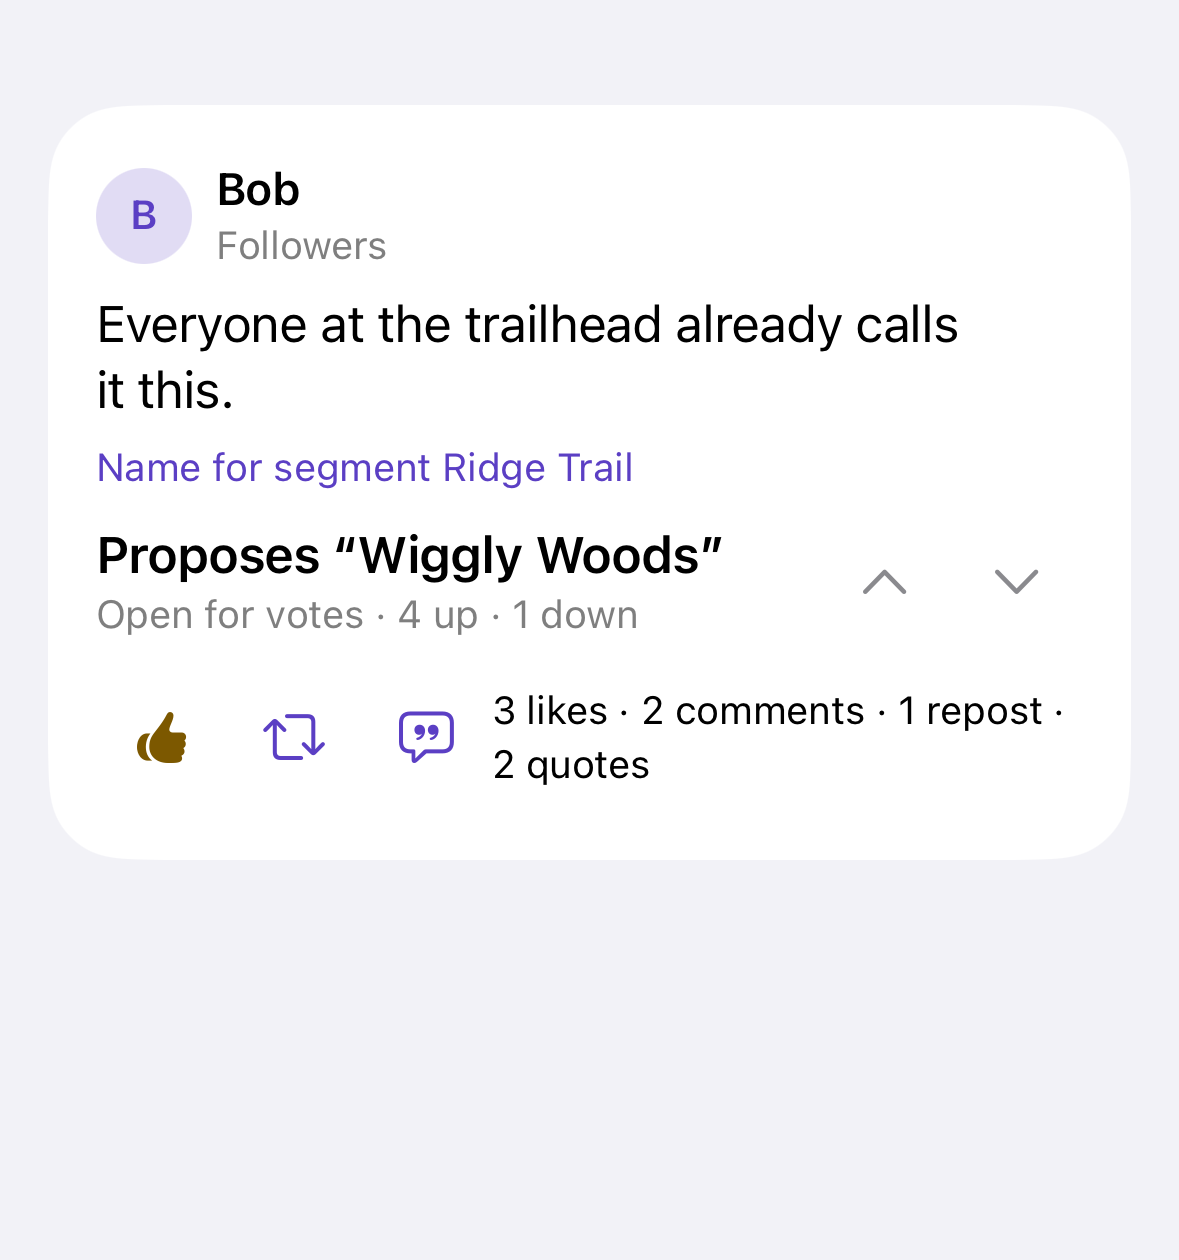 B
Bob
Followers
Everyone at the trailhead already calls
it this.
Name for segment Ridge Trail
Proposes “Wiggly Woods”
Open for votes · 4 up · 1 down
3 likes · 2 comments · 1 repost ·
2 quotes